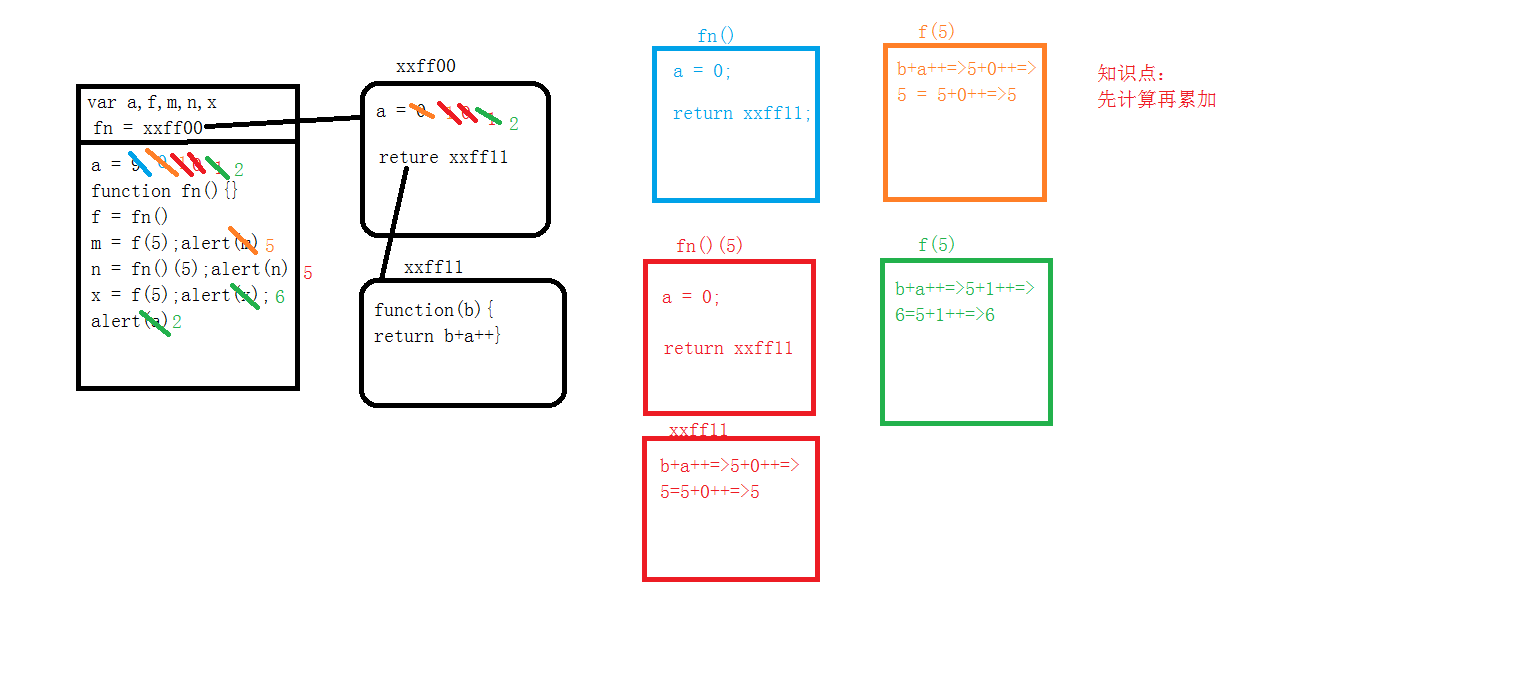 var a,f,m,n,x
fn = xxff00
a = 9 0 1 0 1 2
function fn(){}
f = fn()
m = f(5);alert(m) 5
n = fn()(5);alert(n) 5
x = f(5);alert(x); 6
alert(a)2
xxff00
a = 0 1 0 1 2
reture xxff11
xxff11
function(b){
return b+a++}
fn()
a = 0;
return xxff11;
f(5)
b+a++=>5+0++=>
5 = 5+0++=>5
知识点：
先计算再累加
fn()(5)
a = 0;
return xxff11
xxff11
b+a++=>5+0++=>
5=5+0++=>5
f(5)
b+a++=>5+1++=>
6=5+1++=>6